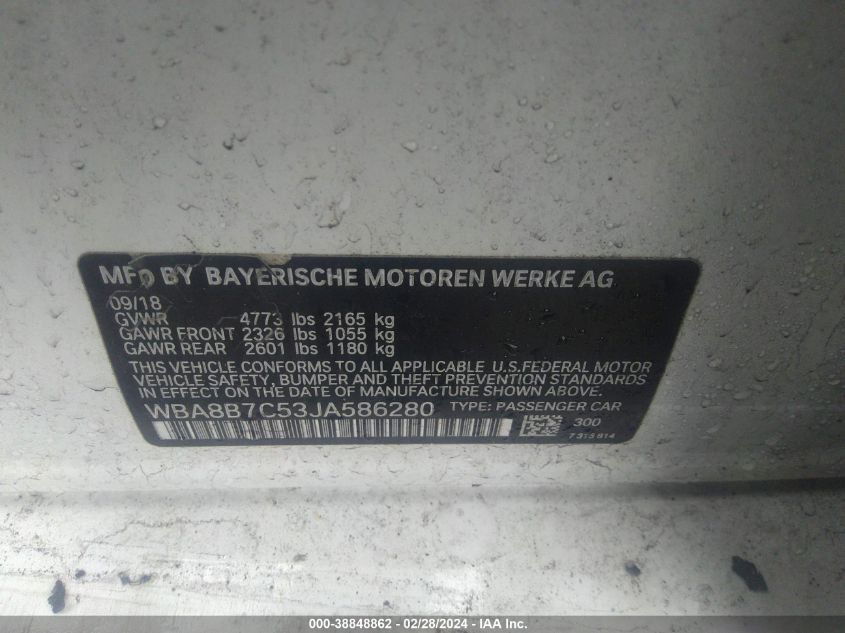 MFD BY BAYERISCHE MOTOREN WERKE AG
09/18
GVWR 4773 lbs 2165 kg
GAWR FRONT 2326 lbs 1055 kg
GAWR REAR 2601 lbs 1180 kg
THIS VEHICLE CONFORMS TO ALL APPLICABLE U.S.FEDERAL MOTOR
VEHICLE SAFETY, BUMPER AND THEFT PREVENTION STANDARDS
IN EFFECT ON THE DATE OF MANUFACTURE SHOWN ABOVE.
WBA8B7C53JA586280 TYPE: PASSENGER CAR
300
7 315 814
000-38848862 - 02/28/2024 - IAA Inc.